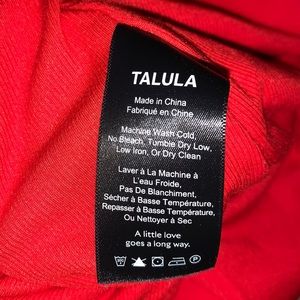 TALULA
Made in China
Fabriqué en Chine
Machine Wash Cold,
No Bleach, Tumble Dry Low,
Low Iron, Or Dry Clean
Laver à La Machine à
L'eau Froide,
Pas De Blanchiment,
Sécher à Basse Température,
Repasser à Basse Température,
Ou Nettoyer à Sec
A little love
goes a long way.